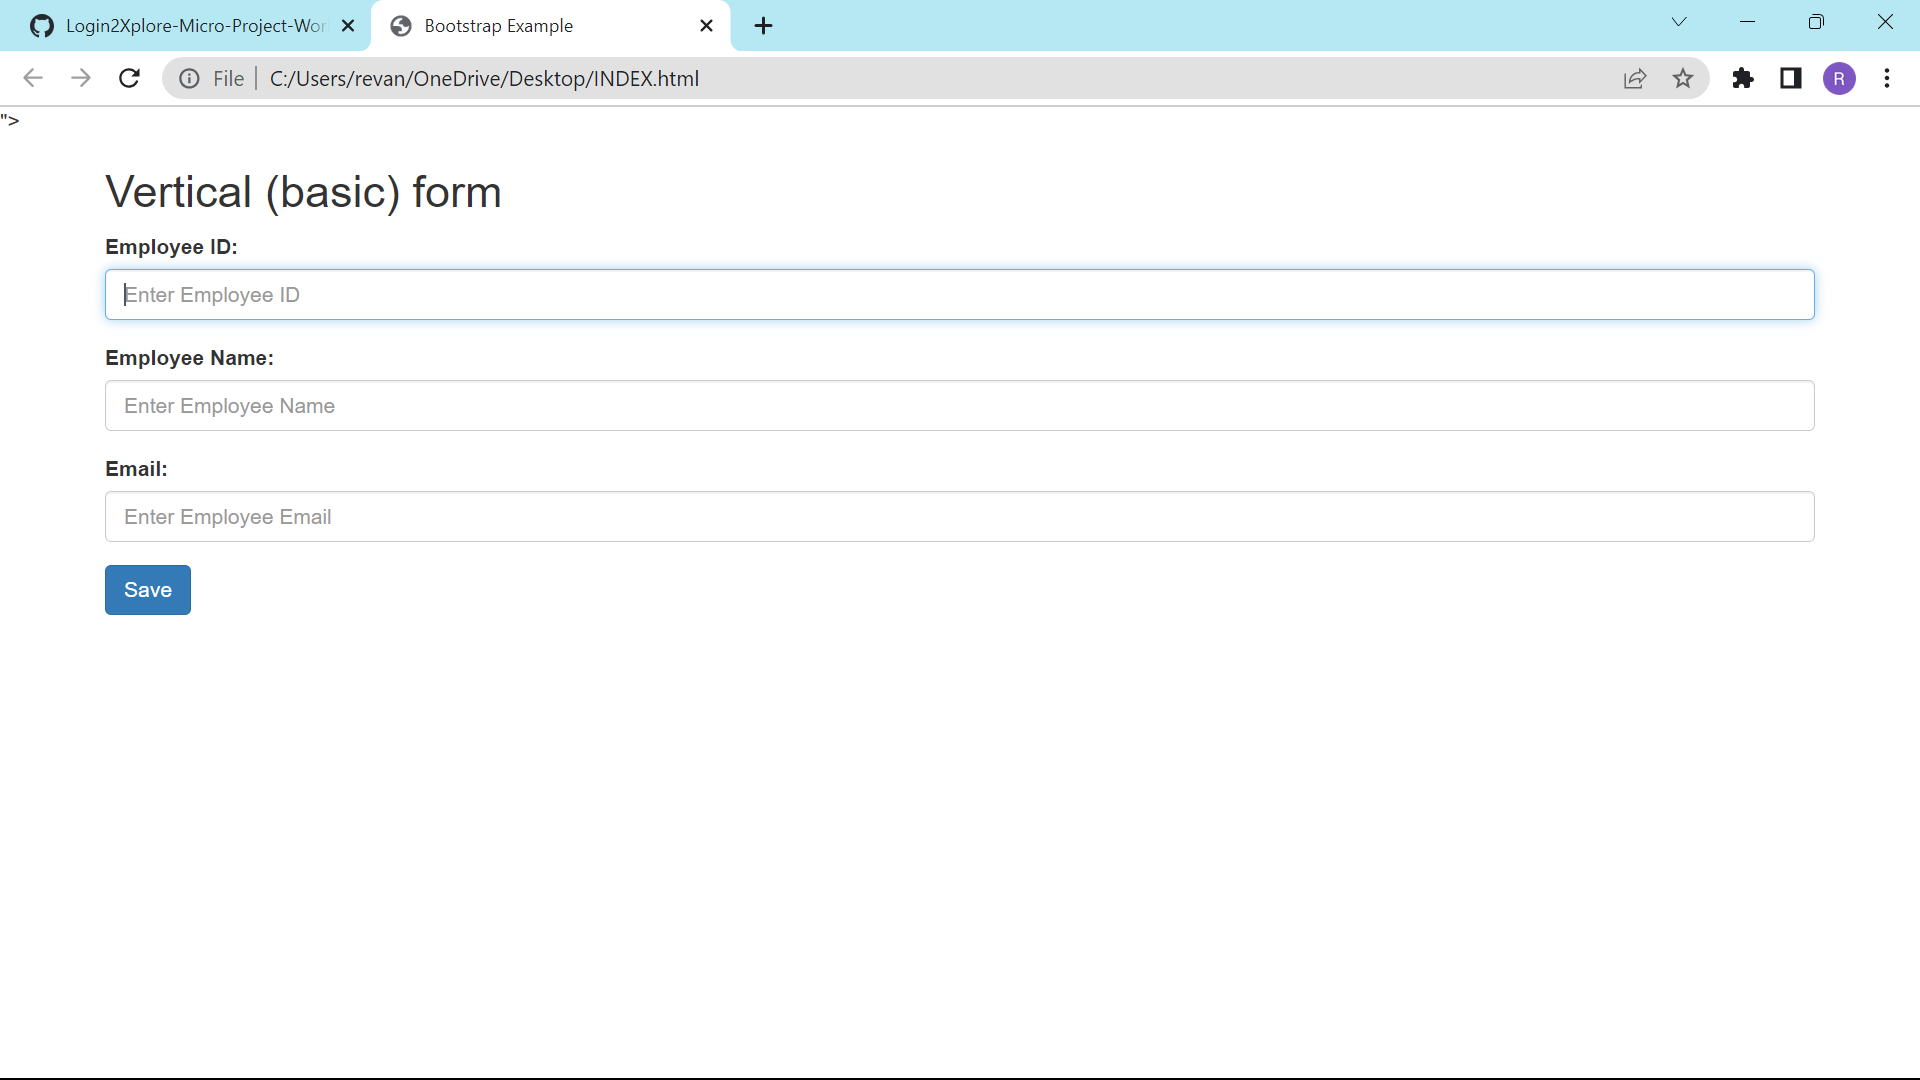 Login2Xplore-Micro-Project-Wor
Bootstrap Example
File
C:/Users/revan/OneDrive/Desktop/INDEX.html
R
">
Vertical (basic) form
Employee ID:
Enter Employee ID
Employee Name:
Enter Employee Name
Email:
Enter Employee Email
Save